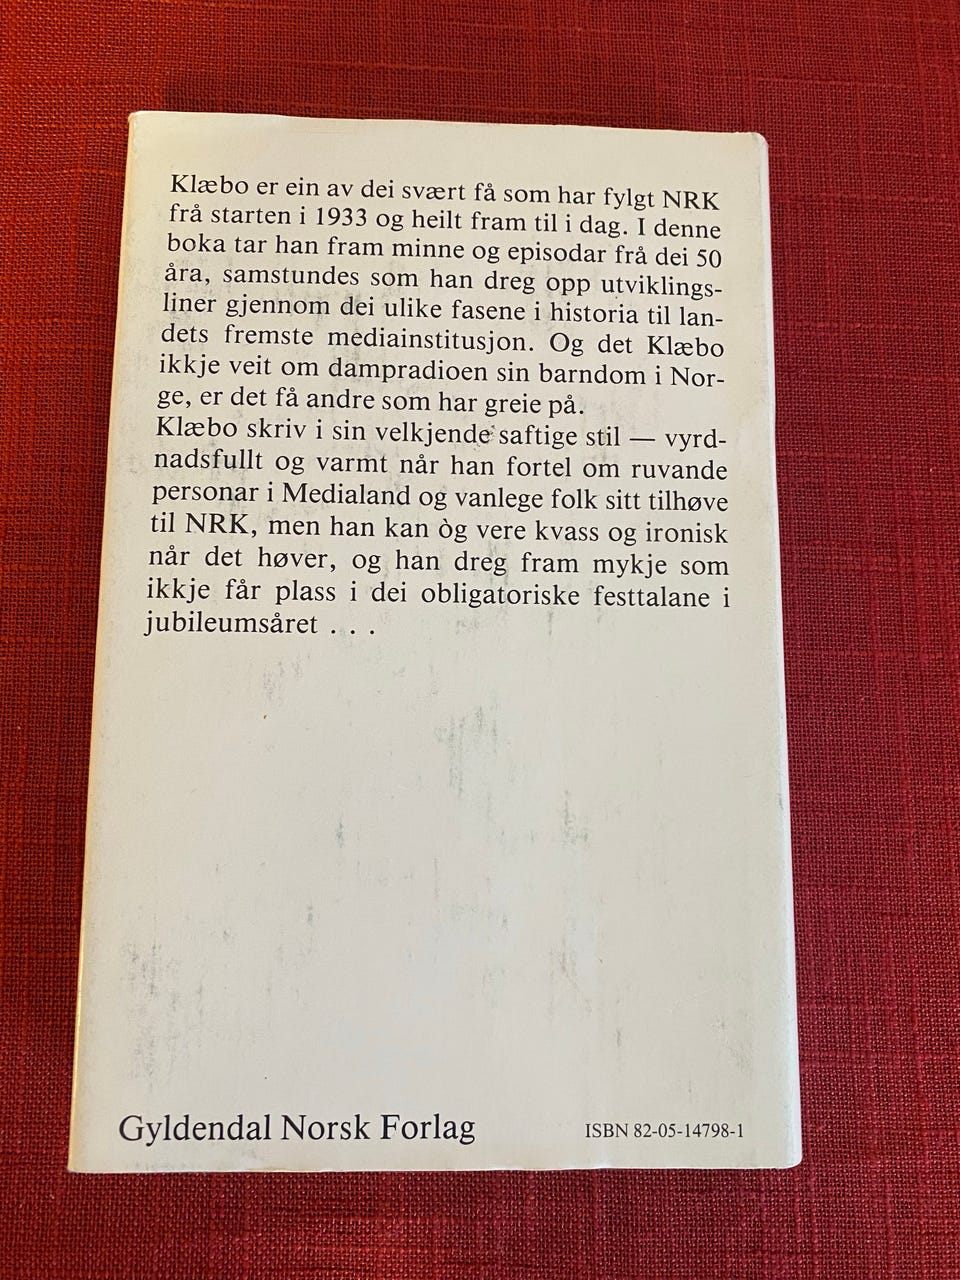 Klæbo er ein av dei svært få som har fylgt NRK
frå starten i 1933 og heilt fram til i dag. I denne
boka tar han fram minne og episodar frå dei 50
åra, samstundes som han dreg opp utviklings-
liner gjennom dei ulike fasene i historia til lan-
dets fremste mediainstitusjon. Og det Klæbo
ikkje veit om dampradioen sin barndom i Nor-
ge, er det få andre som har greie på.
Klæbo skriv i sin velkjende saftige stil — vyrd-
nadsfullt og varmt når han fortel om ruvande
personar i Medialand og vanlege folk sitt tilhøve
til NRK, men han kan òg vere kvass og ironisk
når det høver, og han dreg fram mykje som
ikkje får plass i dei obligatoriske festtalane i
jubileumsåret . . .
Gyldendal Norsk Forlag
ISBN 82-05-14798-1